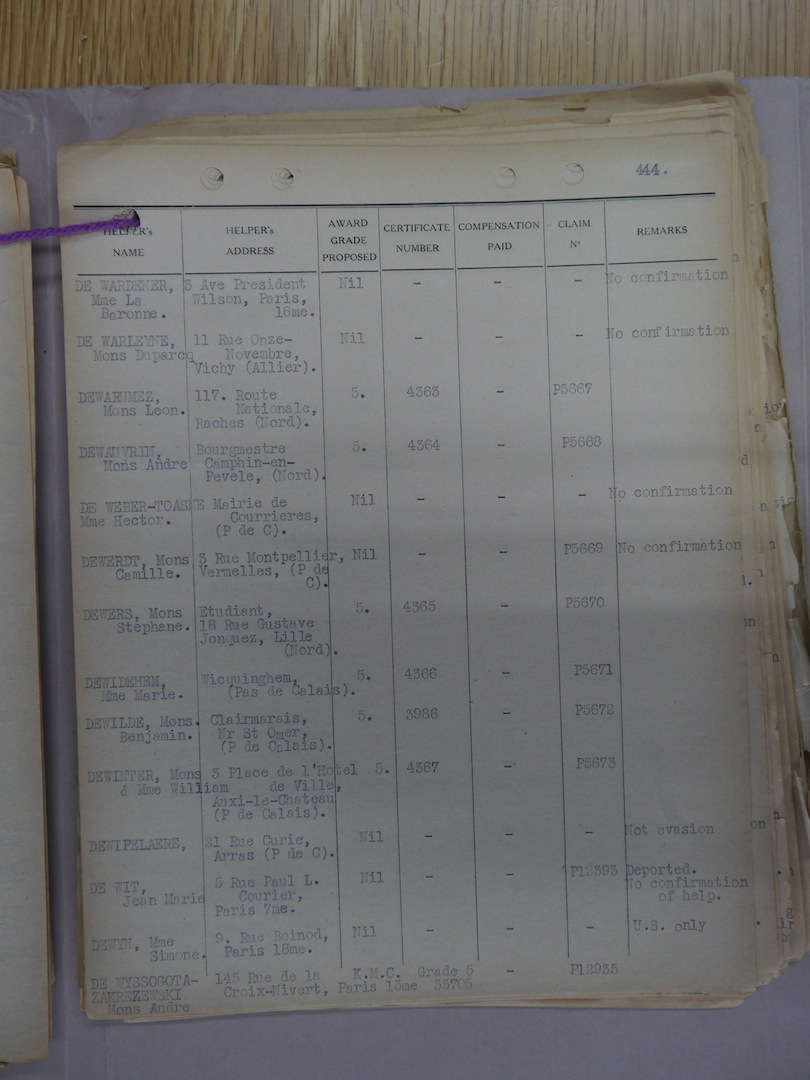 444.
HELPER's NAME | HELPER's ADDRESS | AWARD GRADE PROPOSED | CERTIFICATE NUMBER | COMPENSATION PAID | CLAIM N° | REMARKS
DE WARDENER, 3 Ave President Nil - - - No confirmation
Mme La Wilson, Paris,
Baronne. 16me.
DE WARLEYNE, 11 Rue Onze- Nil - - - No confirmation
Mons Duparcq Novembre,
Vichy (Allier).
DEWARUMEZ, 117. Route 5. 4363 - P5667
Mons Leon. Nationale,
Raches (Nord).
DEWAUVRIN, Bourgmestre 5. 4364 - P5668
Mons Andre Camphin-en-
Pevele, (Nord).
DE WEBER-TOASNE Mairie de Nil - - - No confirmation
Mme Hector. Courrieres,
(P de C).
DEWERDT, Mons 3 Rue Montpellier, Nil - - P5669 No confirmation
Camille. Vermelles, (P de
C).
DEWERS, Mons Etudiant, 5. 4365 - P5670
Stephane. 18 Rue Gustave
Jonquez, Lille
(Nord).
DEWIDEHEM, Wicquinghem, 5. 4366 - P5671
Mme Marie. (Pas de Calais).
DEWILDE, Mons. Clairmarais, 5. 3986 - P5672
Benjamin. Nr St Omer,
(P de Calais).
DEWINTER, Mons 3 Place de l'Hotel 5. 4367 - P5673
& Mme William de Ville,
Auxi-le-Chateau
(P de Calais).
DEWIPELAERE, 21 Rue Curie, Nil - - - Not evasion
Arras (P de C).
DE WIT, 5 Rue Paul L. Nil - - P12393 Deported.
Jean Marie Courier, No confirmation
Paris 7me. of help.
DEWYN, Mme 9. Rue Boinod, Nil - - - U.S. only
Simone. Paris 18me.
DE WYSSOGOTA- 145 Rue de la K.M.C. Grade 5 - P12935
ZAKREZEWSKI Croix-Nivert, Paris 15me 33705
Mons Andre